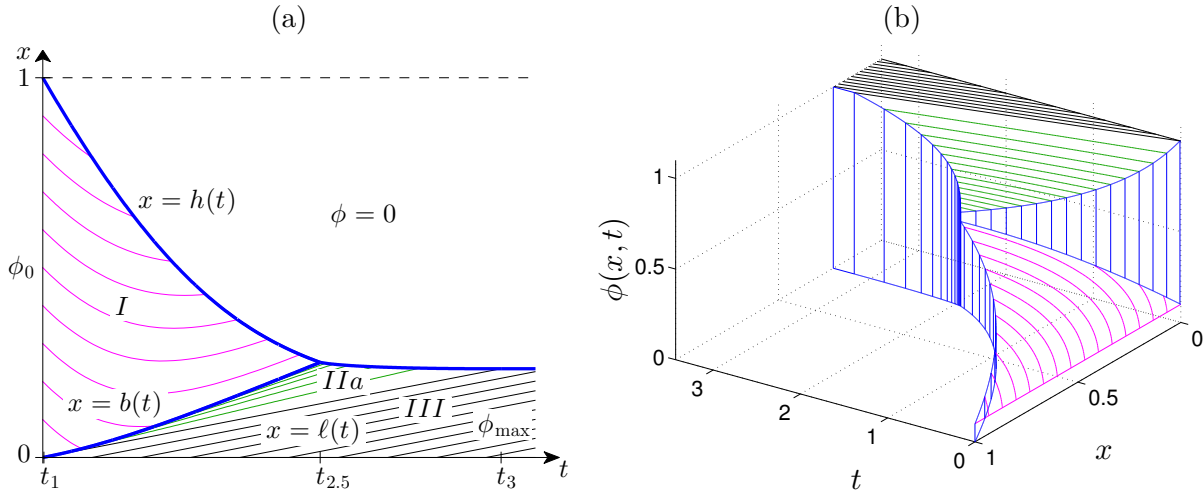 (a)
x
1
x = h(t)
ϕ = 0
ϕ₀
I
IIa
x = b(t)
III
x = ℓ(t)
ϕmax
0
t₁
t₂.₅
t₃
t
(b)
1
0.5
0
ϕ(x, t)
3
2
1
0
t
1
0.5
0
x